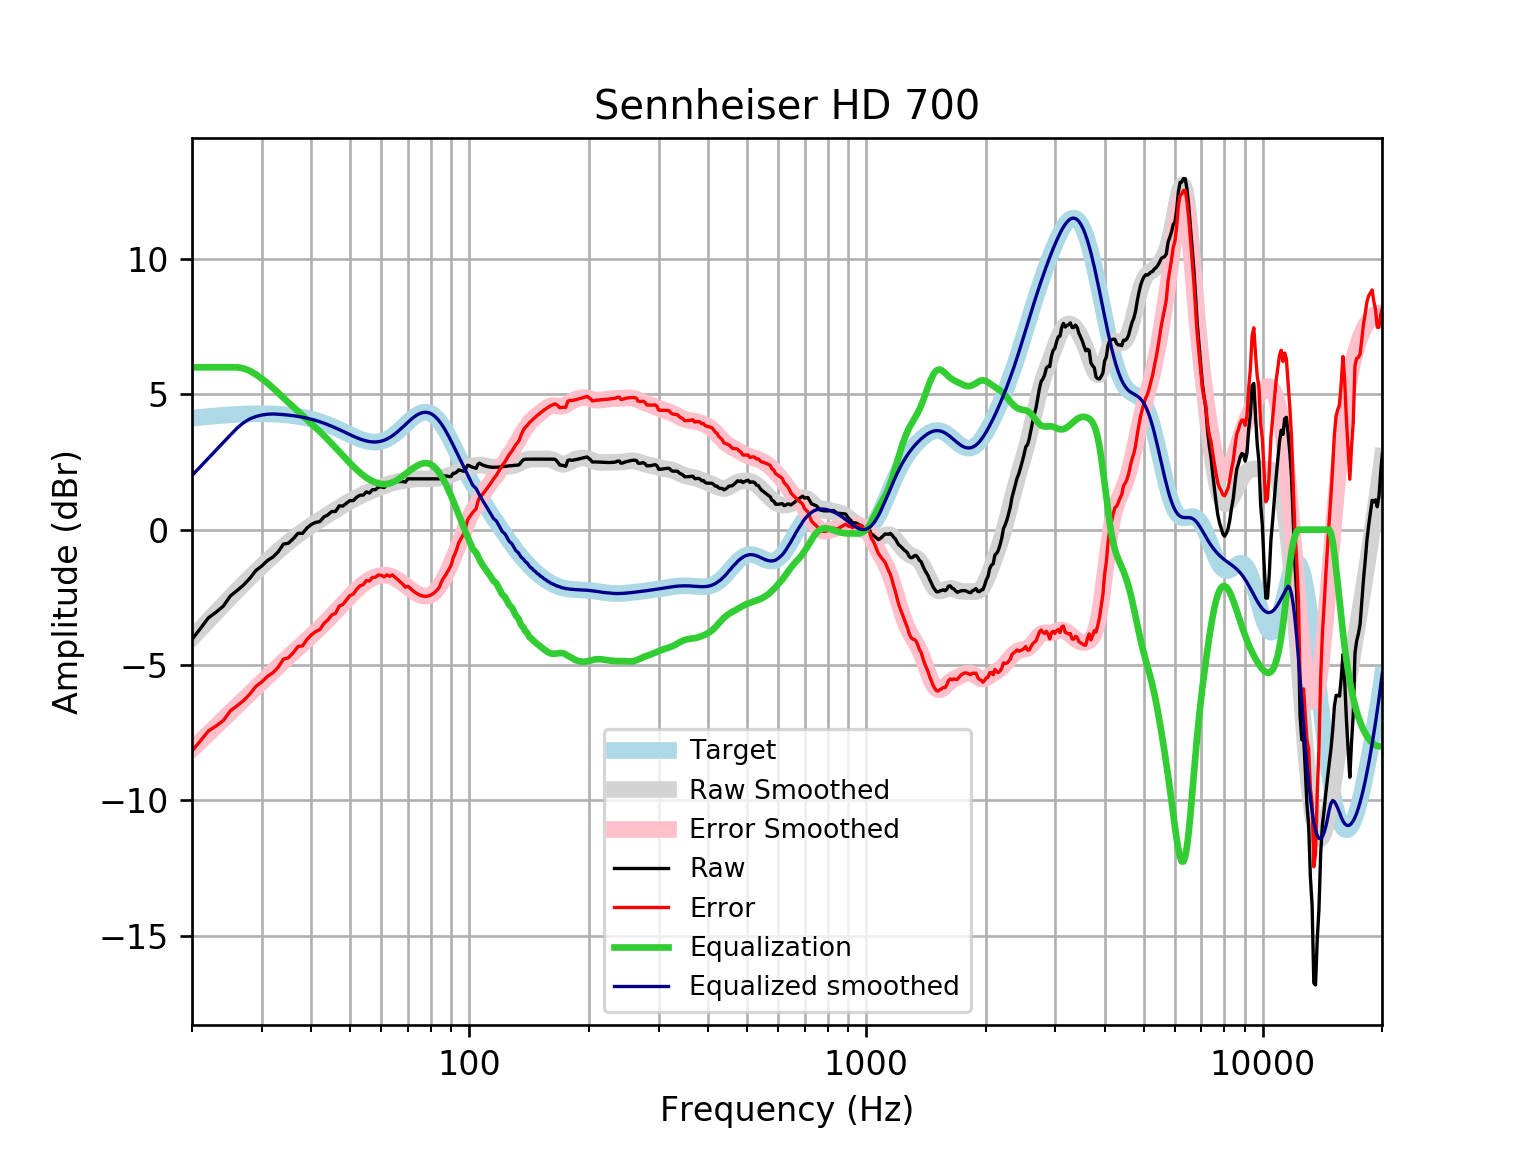 Sennheiser HD 700
10
5
0
−5
−10
−15
Amplitude (dBr)
Target
Raw Smoothed
Error Smoothed
Raw
Error
Equalization
Equalized smoothed
100 1000 10000
Frequency (Hz)